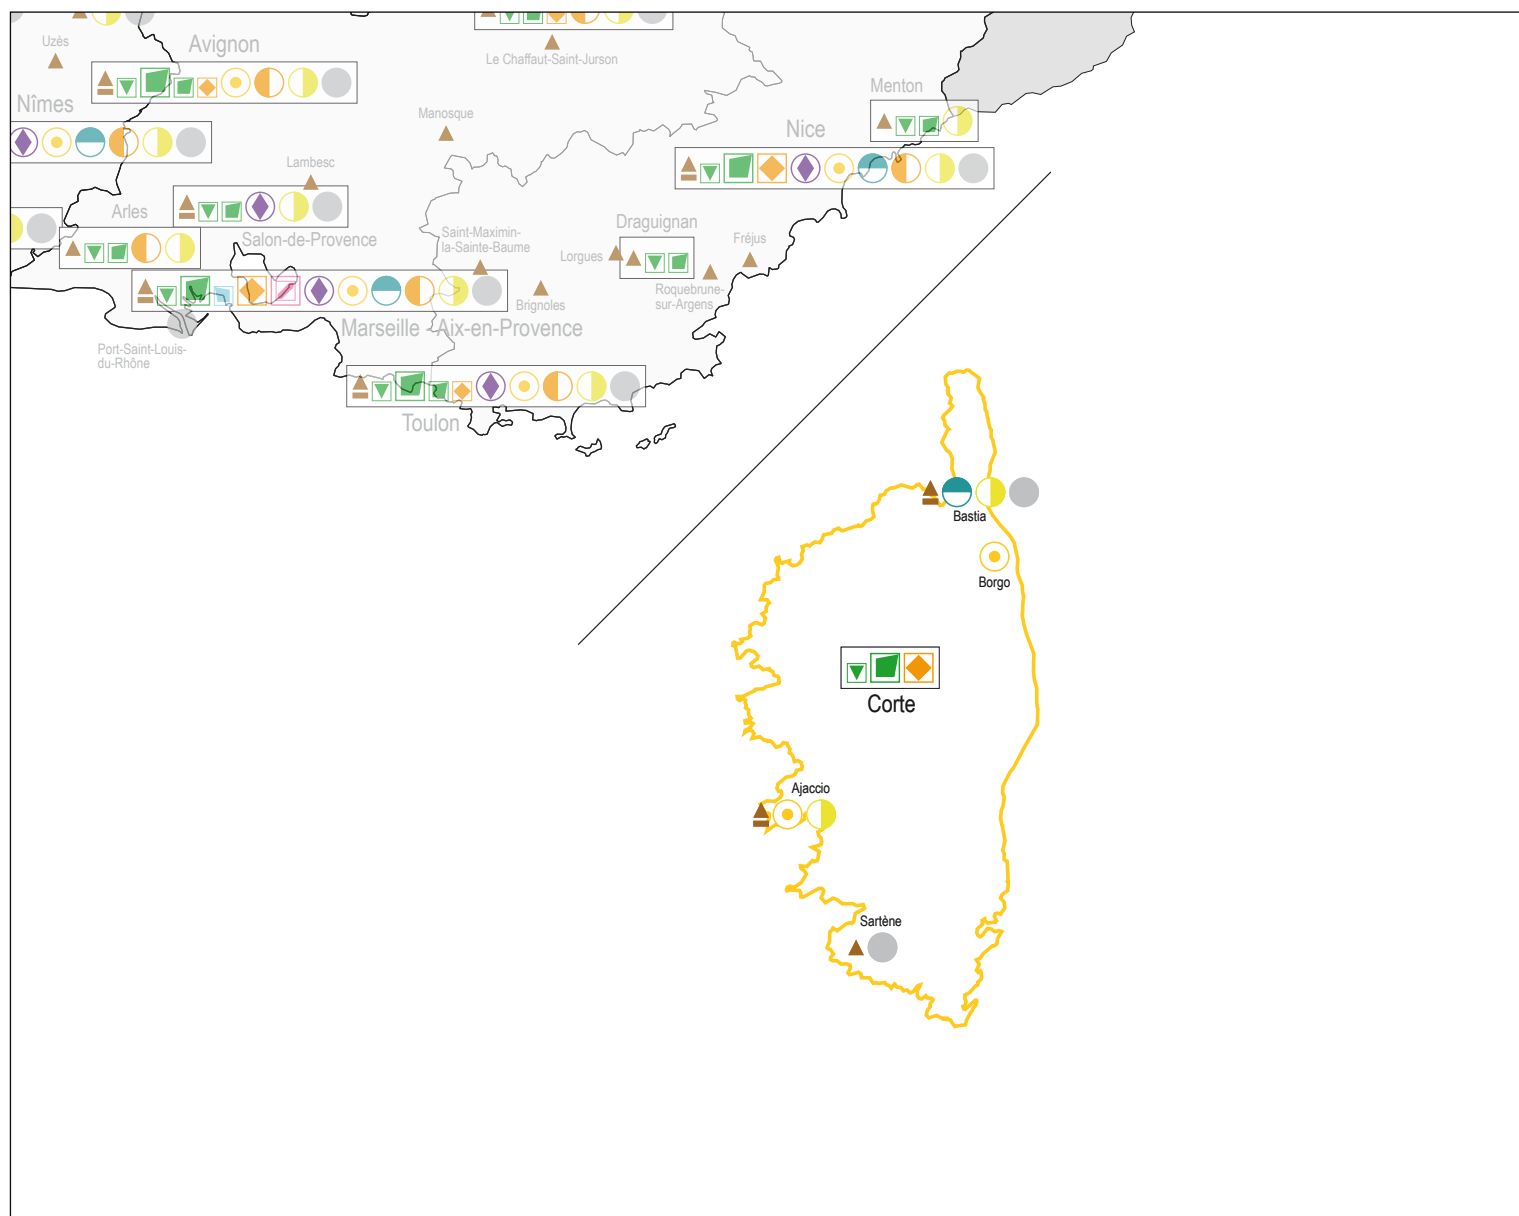 Uzès
Avignon
Le Chaffaut-Saint-Jurson
Menton
Nîmes
Manosque
Nice
Lambesc
Arles
Salon-de-Provence
Saint-Maximin-
la-Sainte-Baume
Draguignan
Lorgues
Fréjus
Roquebrune-
sur-Argens
Brignoles
Marseille - Aix-en-Provence
Port-Saint-Louis-
du-Rhône
Toulon
Bastia
Borgo
Corte
Ajaccio
Sartène